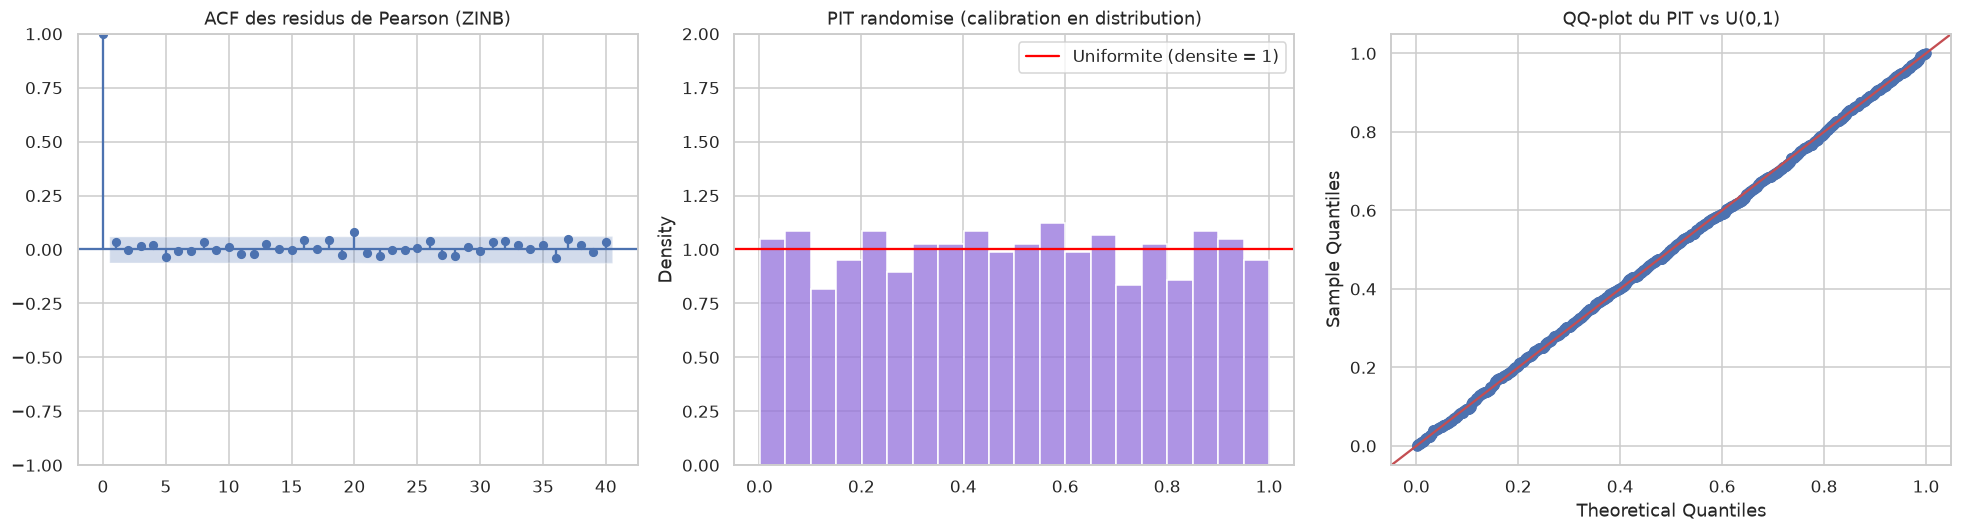 ACF des residus de Pearson (ZINB)
1.00
0.75
0.50
0.25
0.00
−0.25
−0.50
−0.75
−1.00
0 5 10 15 20 25 30 35 40
PIT randomise (calibration en distribution)
Uniformite (densite = 1)
Density
2.00
1.75
1.50
1.25
1.00
0.75
0.50
0.25
0.00
0.0 0.2 0.4 0.6 0.8 1.0
QQ-plot du PIT vs U(0,1)
Sample Quantiles
1.0
0.8
0.6
0.4
0.2
0.0
0.0 0.2 0.4 0.6 0.8 1.0
Theoretical Quantiles